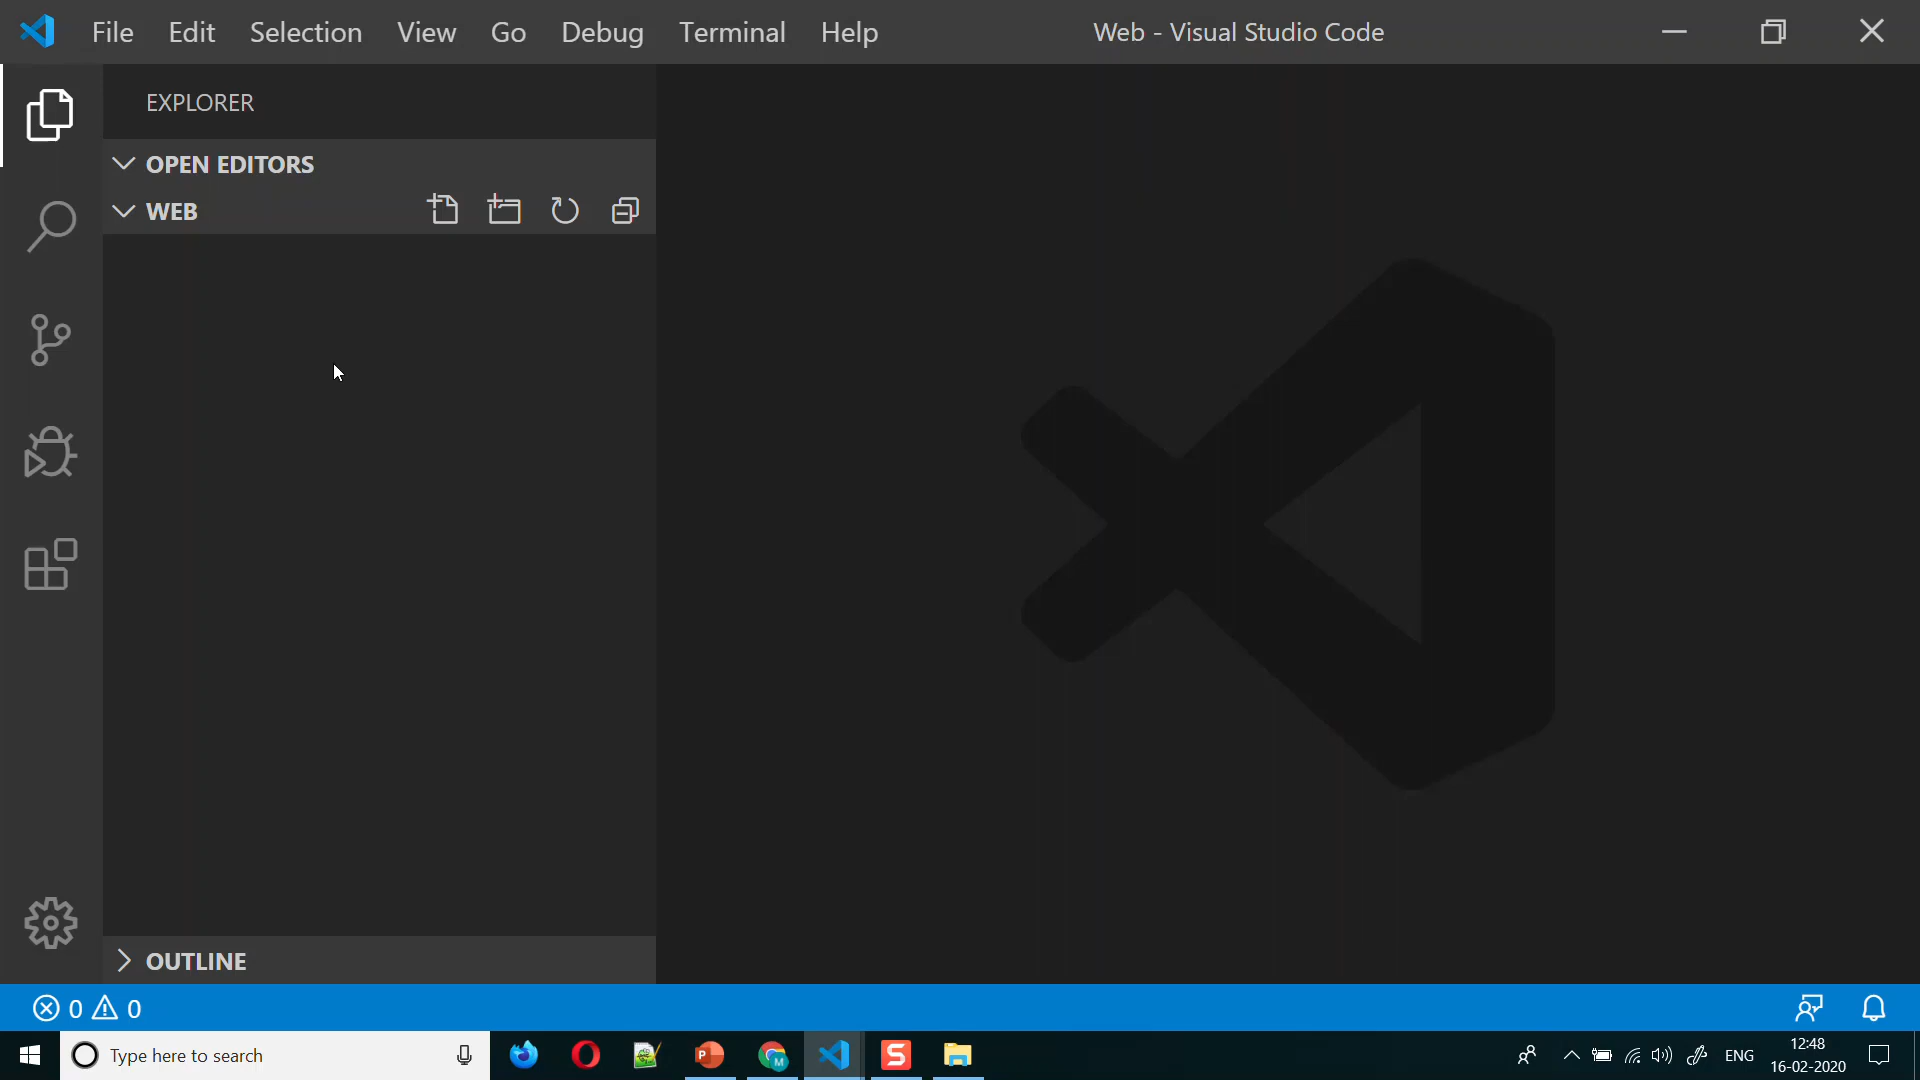 File Edit Selection View Go Debug Terminal Help Web - Visual Studio Code
EXPLORER
OPEN EDITORS
WEB
OUTLINE
0 0
Type here to search
P
M
S
ENG
12:48
16-02-2020